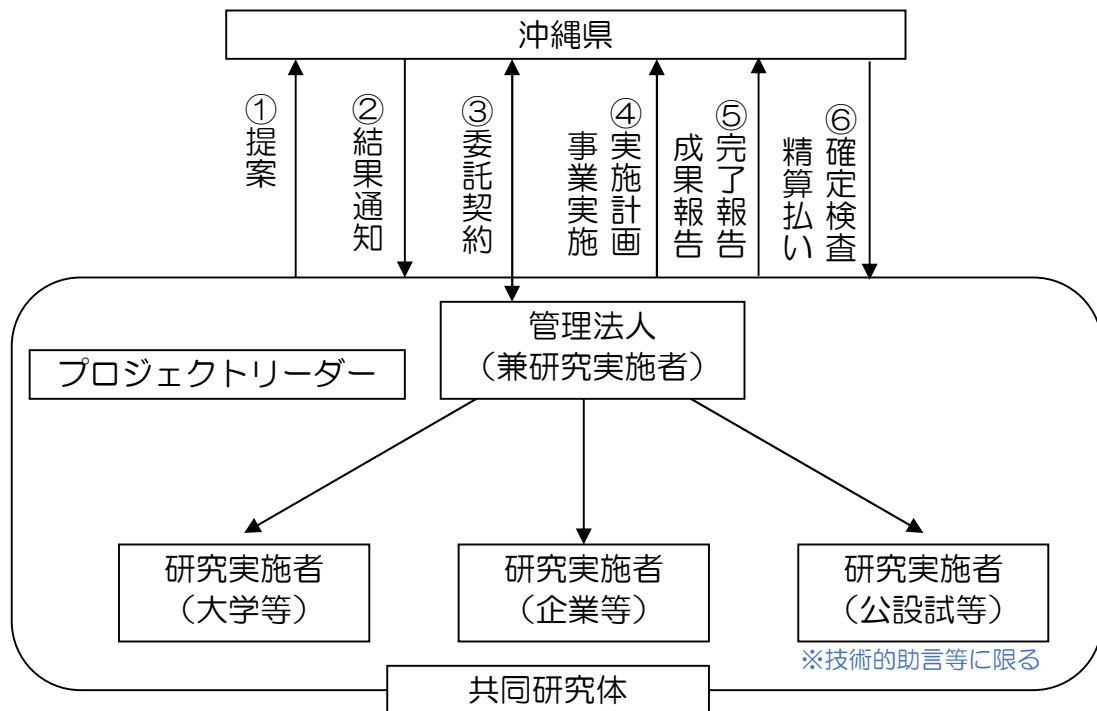 沖縄県
①提案
②結果通知
③委託契約
④実施計画
事業実施
⑤完了報告
成果報告
⑥確定検査
精算払い
管理法人
（兼研究実施者）
プロジェクトリーダー
研究実施者
（大学等）
研究実施者
（企業等）
研究実施者
（公設試等）
※技術的助言等に限る
共同研究体